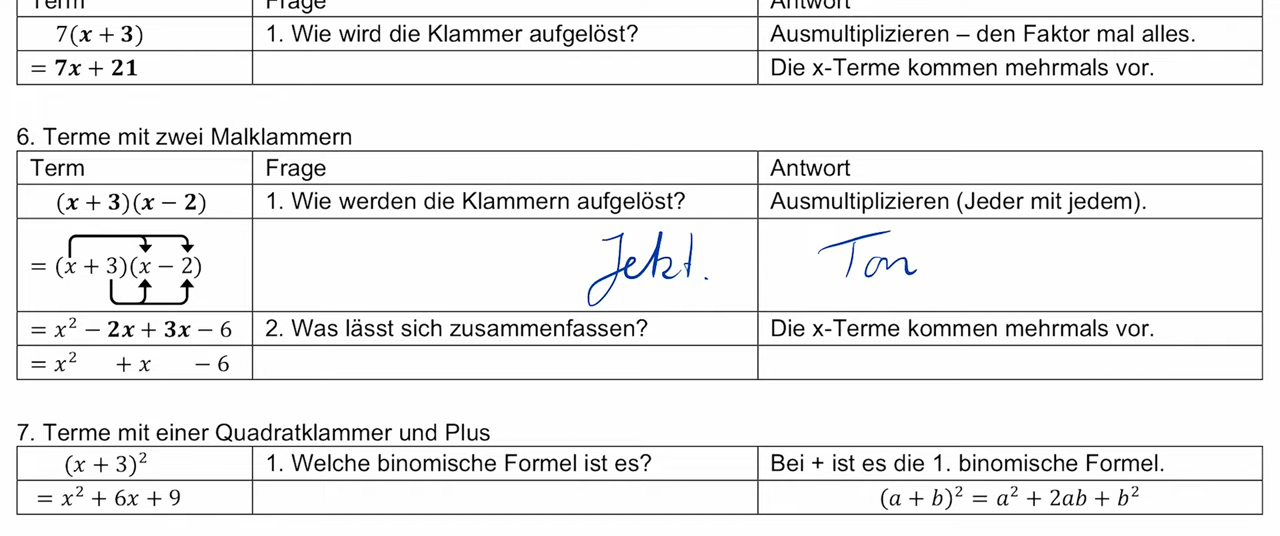 Term Frage Antwort
7(x + 3) 1. Wie wird die Klammer aufgelöst? Ausmultiplizieren – den Faktor mal alles.
= 7x + 21 Die x-Terme kommen mehrmals vor.
6. Terme mit zwei Malklammern
Term Frage Antwort
(x + 3)(x − 2) 1. Wie werden die Klammern aufgelöst? Ausmultiplizieren (Jeder mit jedem).
= (x + 3)(x − 2) Ton
= x² − 2x + 3x − 6 2. Was lässt sich zusammenfassen? Die x-Terme kommen mehrmals vor.
= x² + x − 6
7. Terme mit einer Quadratklammer und Plus
(x + 3)² 1. Welche binomische Formel ist es? Bei + ist es die 1. binomische Formel.
= x² + 6x + 9 (a + b)² = a² + 2ab + b²